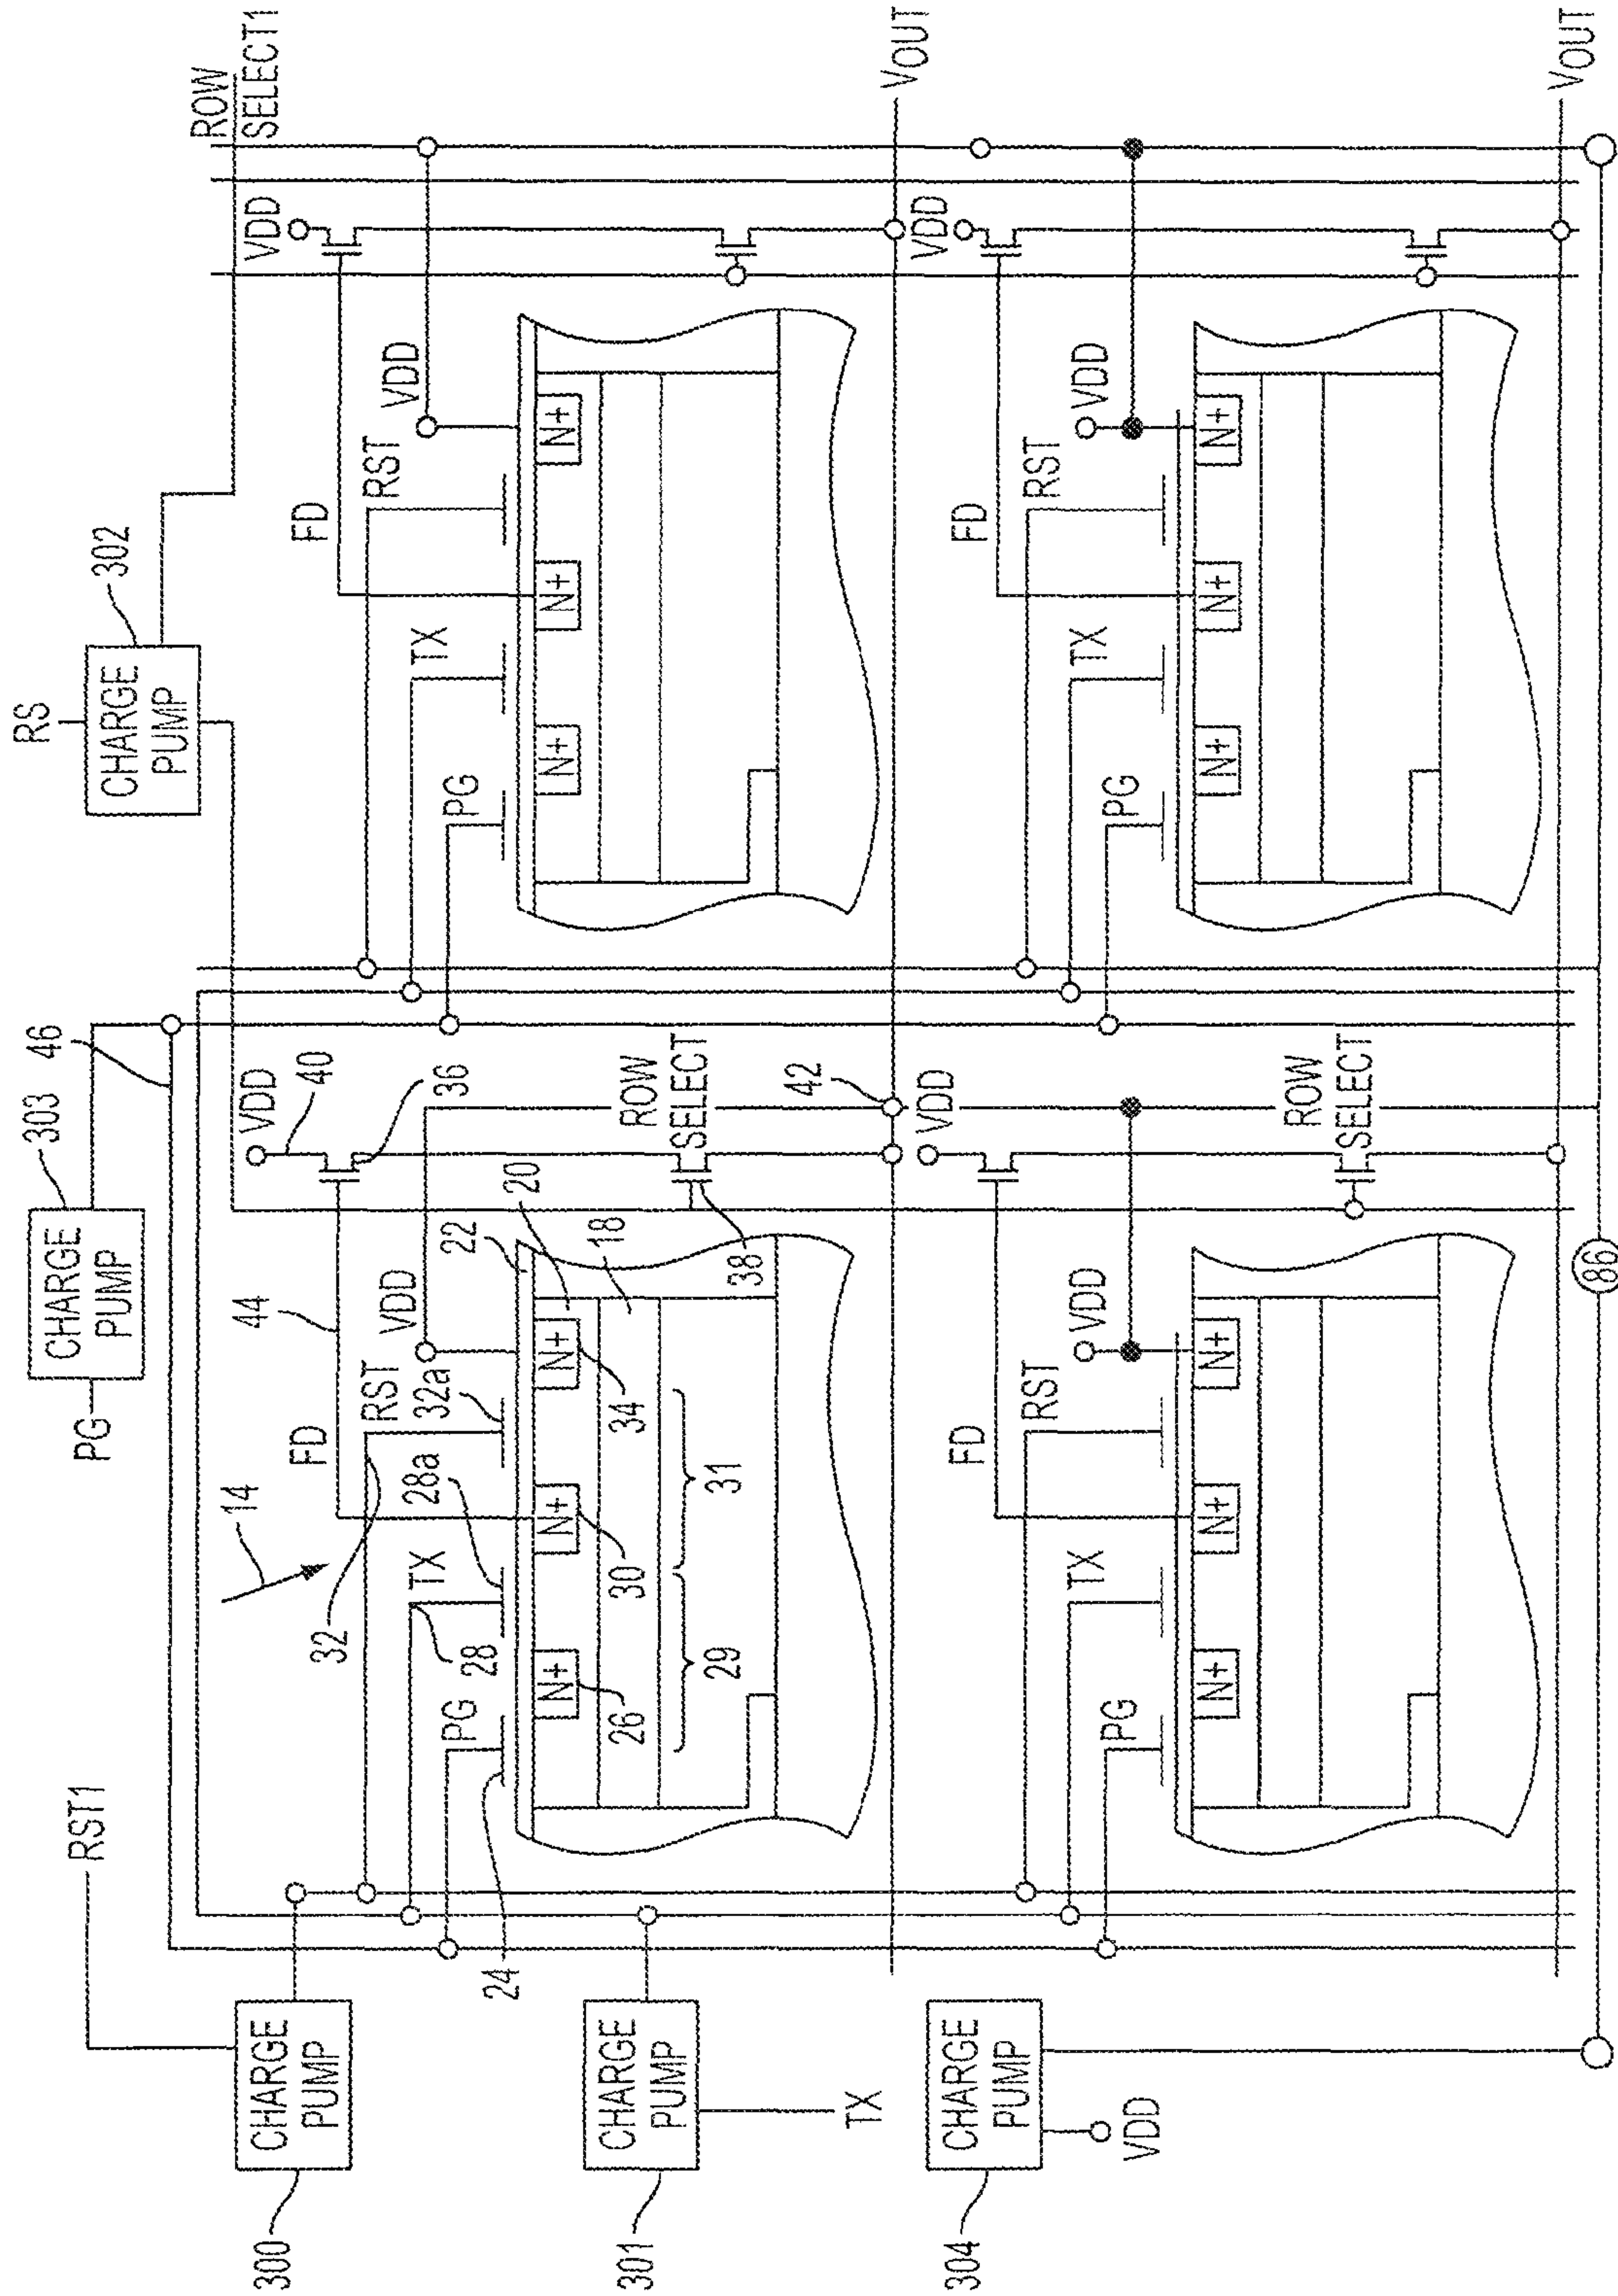 RST1
CHARGE
PUMP
300
CHARGE
PUMP
301
TX
CHARGE
PUMP
304
VDD
PG
CHARGE
PUMP
303
46
RS
CHARGE
PUMP
302
ROW
SELECT1
14
FD
44
VDD
40
36
32
RST
32a
VDD
22
20
18
TX
28
28a
PG
24
N+
N+
N+
26
30
34
29
31
ROW
SELECT
38
42
FD
VDD
RST
VDD
TX
PG
N+
N+
N+
VOUT
FD
VDD
RST
VDD
TX
PG
N+
N+
N+
ROW
SELECT
FD
VDD
RST
VDD
TX
PG
N+
N+
N+
VOUT
86